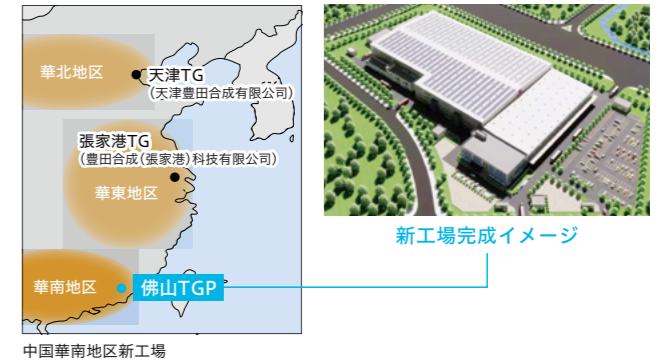 華北地区
天津TG
（天津豊田合成有限公司）
張家港TG
（豊田合成（張家港）科技有限公司）
華東地区
華南地区
佛山TGP
新工場完成イメージ
中国華南地区新工場